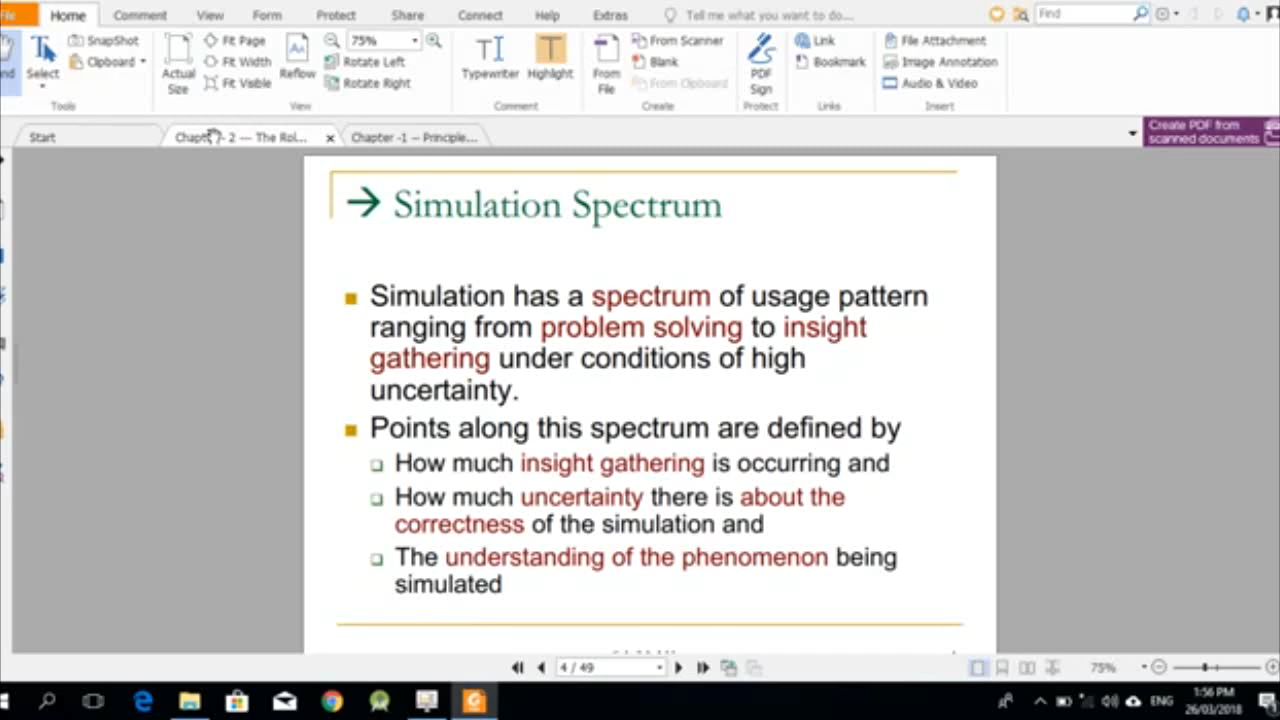 File Home Comment View Form Protect Share Connect Help Extras Tell me what you want to do... Find
SnapShot Fit Page 75% From Scanner Link File Attachment
Select Clipboard Actual Size Fit Width Reflow Rotate Left Typewriter Highlight From File Blank PDF Sign Bookmark Image Annotation
Fit Visible Rotate Right From Clipboard Audio & Video
Tools View Comment Create Protect Links Insert
Start 2 — The Rol... Chapter -1 -- Principle... Create PDF from
scanned documents
→ Simulation Spectrum
Simulation has a spectrum of usage pattern
ranging from problem solving to insight
gathering under conditions of high
uncertainty.
Points along this spectrum are defined by
How much insight gathering is occurring and
How much uncertainty there is about the
correctness of the simulation and
The understanding of the phenomenon being
simulated
4 / 49 75%
ENG 1:56 PM
26/03/2018